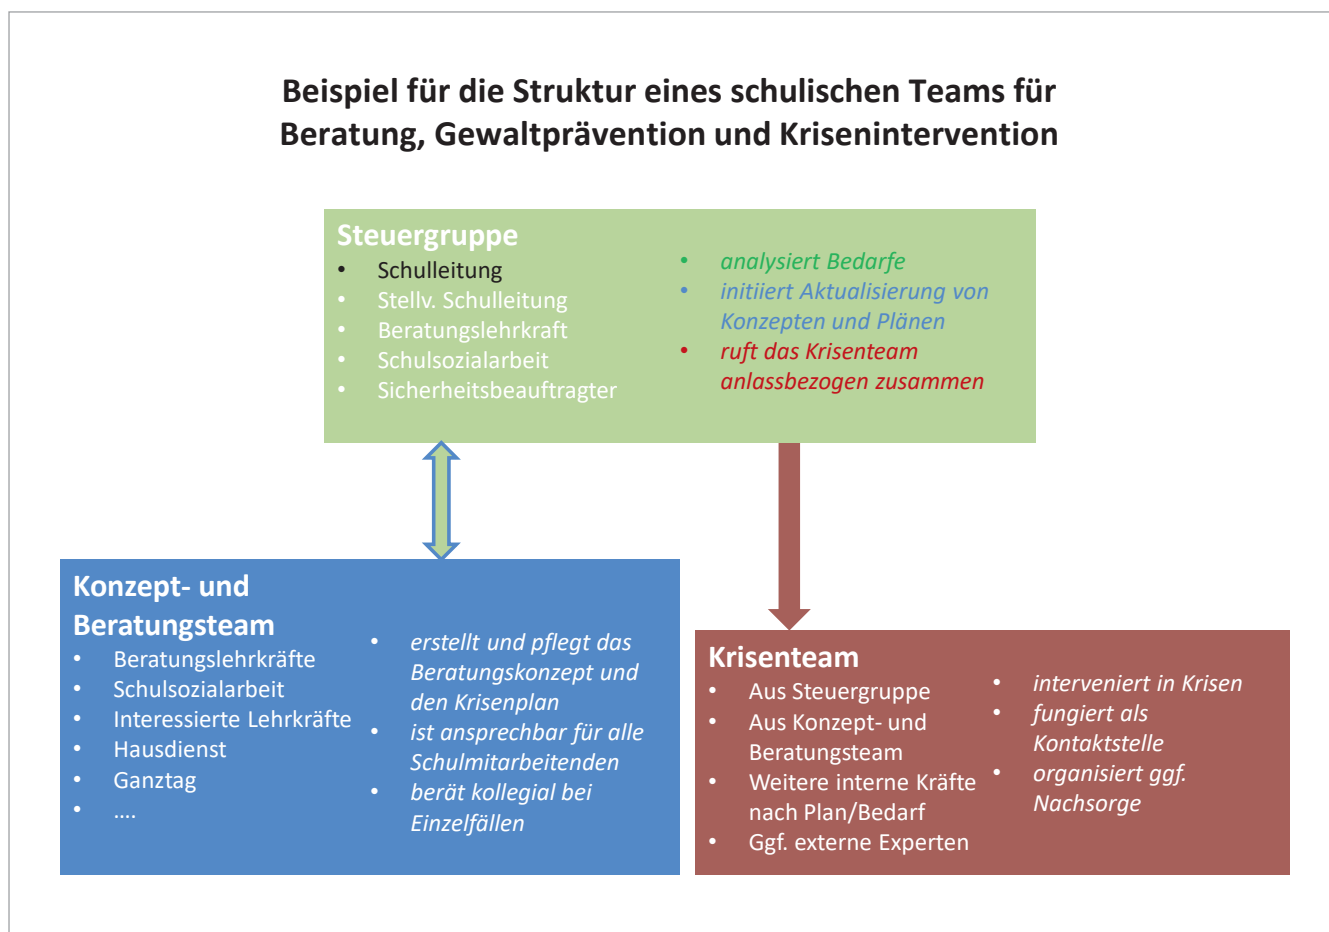 Beispiel für die Struktur eines schulischen Teams für
Beratung, Gewaltprävention und Krisenintervention
Steuergruppe
• Schulleitung
• Stellv. Schulleitung
• Beratungslehrkraft
• Schulsozialarbeit
• Sicherheitsbeauftragter
• analysiert Bedarfe
• initiiert Aktualisierung von
Konzepten und Plänen
• ruft das Krisenteam
anlassbezogen zusammen
Konzept- und
Beratungsteam
• Beratungslehrkräfte
• Schulsozialarbeit
• Interessierte Lehrkräfte
• Hausdienst
• Ganztag
• ....
• erstellt und pflegt das
Beratungskonzept und
den Krisenplan
• ist ansprechbar für alle
Schulmitarbeitenden
• berät kollegial bei
Einzelfällen
Krisenteam
• Aus Steuergruppe
• Aus Konzept- und
Beratungsteam
• Weitere interne Kräfte
nach Plan/Bedarf
• Ggf. externe Experten
• interveniert in Krisen
• fungiert als
Kontaktstelle
• organisiert ggf.
Nachsorge